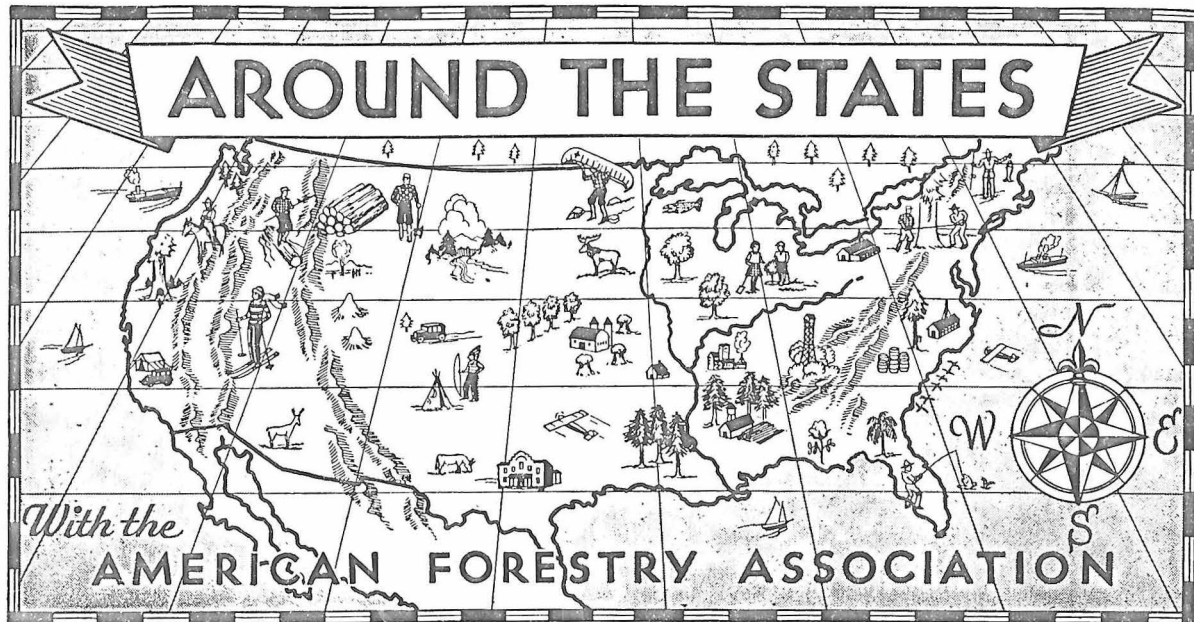 AROUND THE STATES
N
W
E
S
With the
AMERICAN FORESTRY ASSOCIATION